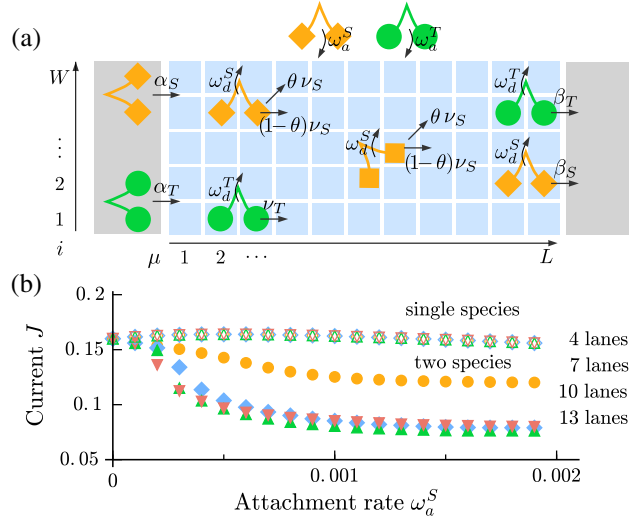 (a)
ω_a^S ω_a^T
W
α_S ω_d^S θ ν_S (1-θ)ν_S
ω_d^T β_T
θ ν_S
ω_d^S (1-θ)ν_S
ω_d^S β_S
⋮
2
α_T ω_d^T ν_T
1
i
μ 1 2 ⋯ L
(b)
0.2
single species
4 lanes
0.15
two species
7 lanes
10 lanes
0.1
13 lanes
0.05
Current J
0 0.001 0.002
Attachment rate ω_a^S